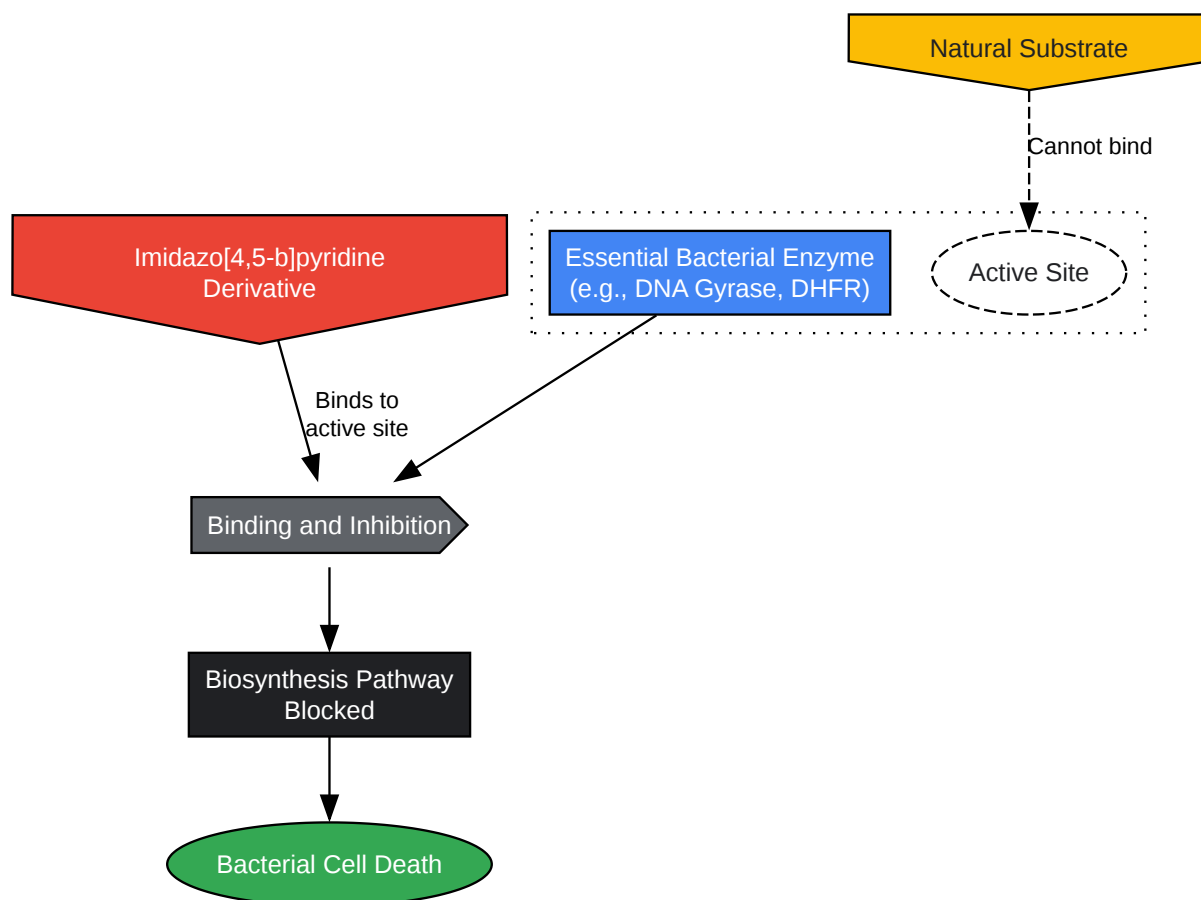 Natural Substrate
Cannot bind
Imidazo[4,5-b]pyridine
Derivative
Essential Bacterial Enzyme
(e.g., DNA Gyrase, DHFR)
Active Site
Binds to
active site
Binding and Inhibition
Biosynthesis Pathway
Blocked
Bacterial Cell Death